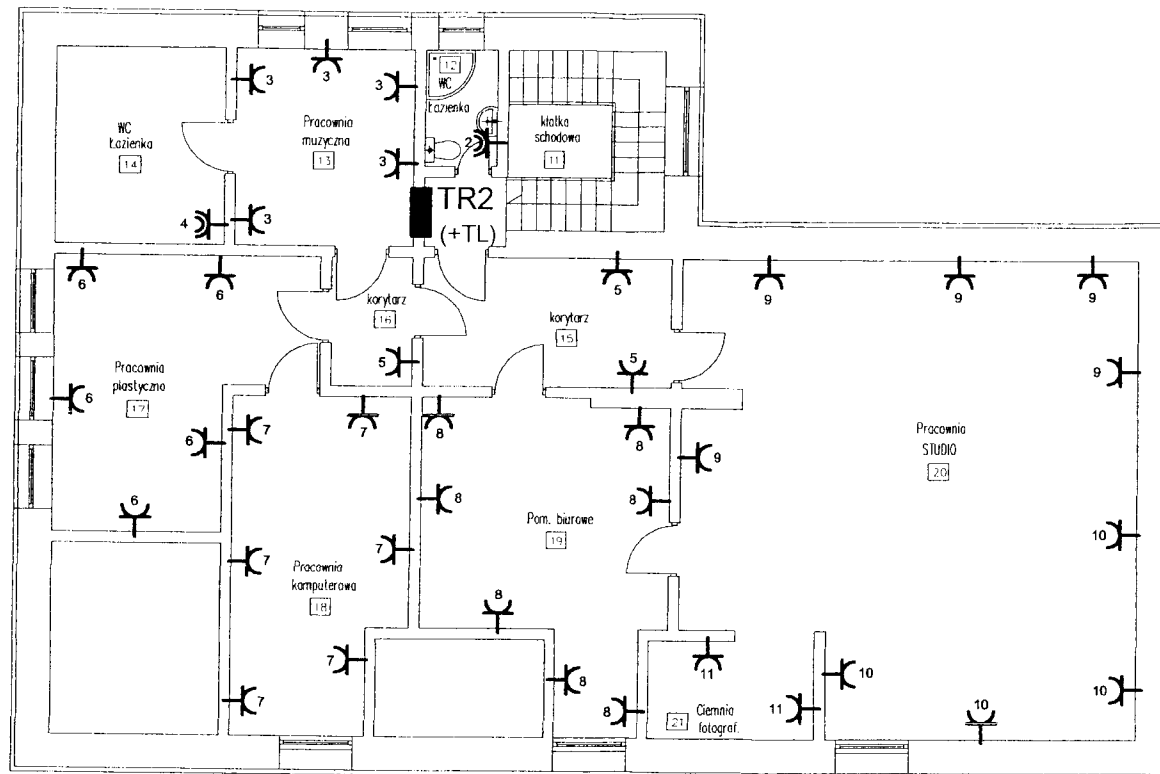 3
3
3
12
WC
Łazienka
WC
Łazienka
14
Pracownia
muzyczna
13
3
2
klatka
schodowa
11
4
3
TR2
(+TL)
6
6
korytarz
16
korytarz
15
5
5
5
9
9
9
9
Pracownia
plastyczna
17
6
6
6
7
7
8
8
9
Pracownia
STUDIO
20
8
8
Pom. biurowe
19
7
7
Pracownia
komputerowa
18
8
7
7
8
8
11
11
Ciemnia
fotograf.
21
10
10
10
10